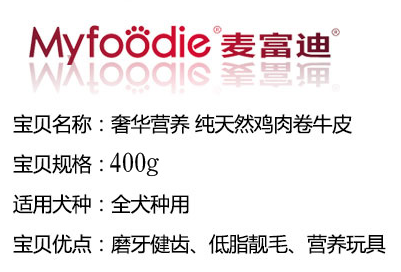 Myfoodie® 麦富迪®
宝贝名称：奢华营养 纯天然鸡肉卷牛皮
宝贝规格：400g
适用犬种：全犬种用
宝贝优点：磨牙健齿、低脂靓毛、营养玩具